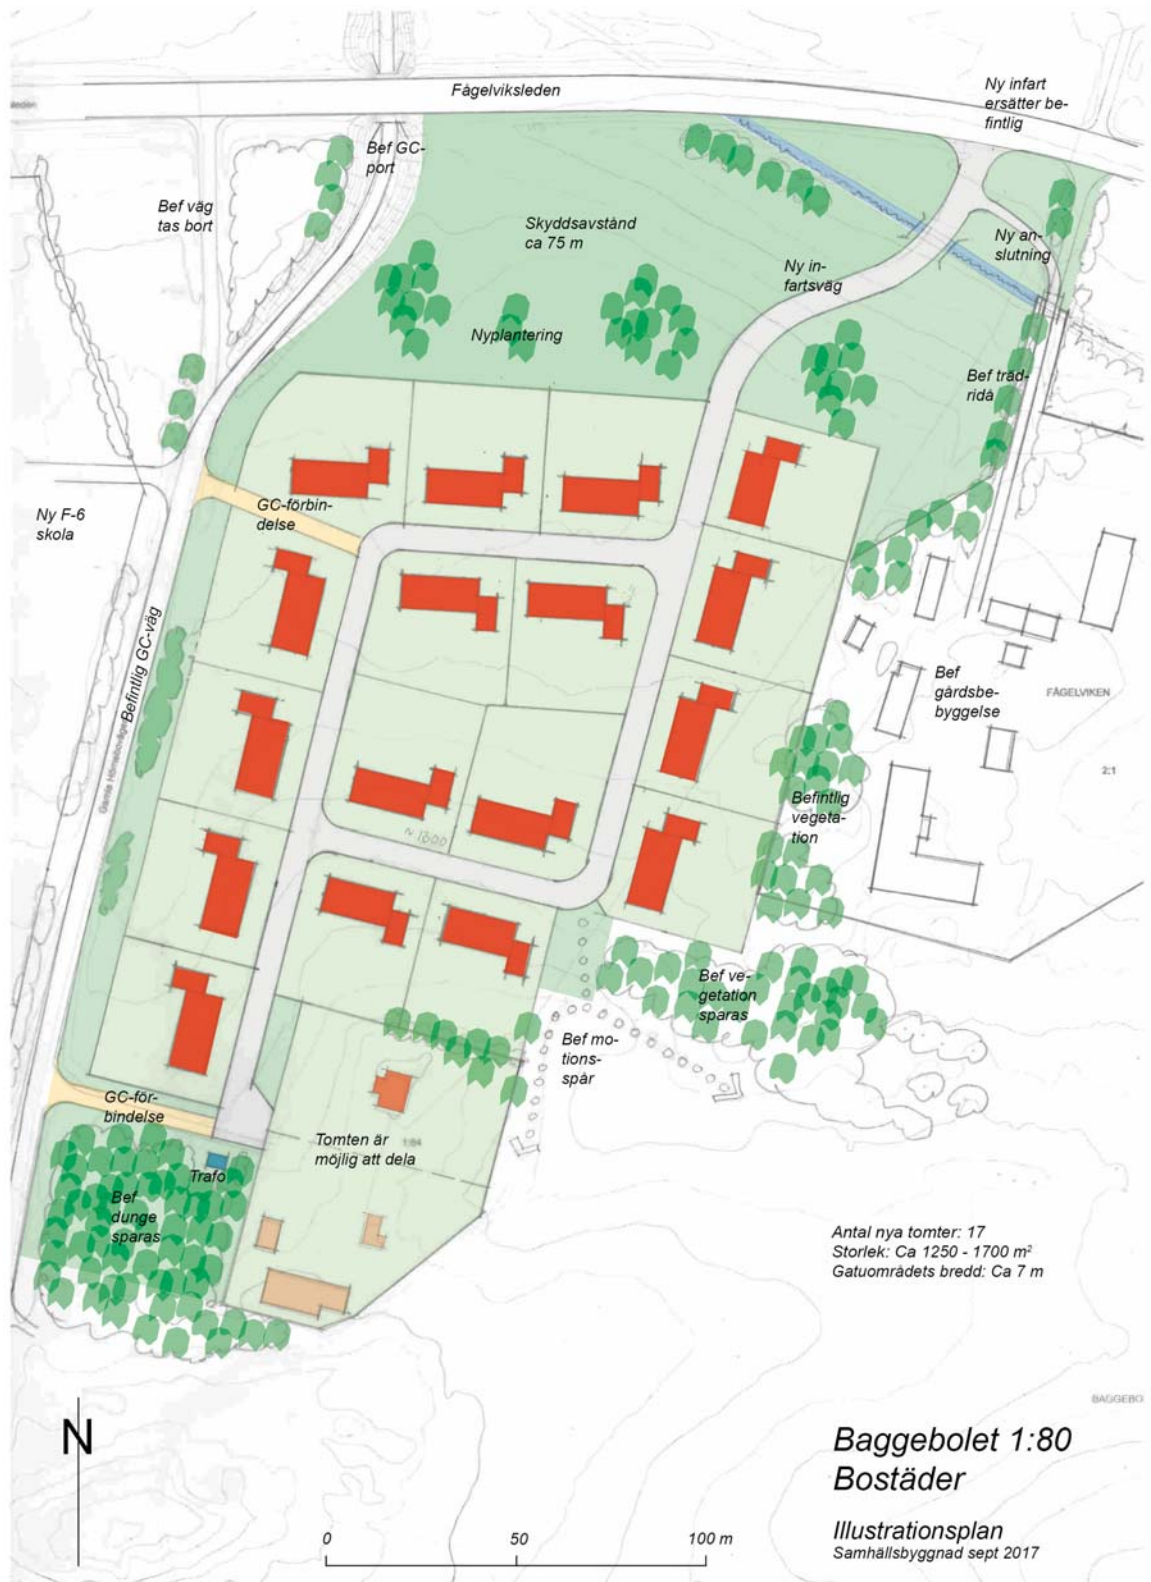 Fågelviksleden
Ny infart
ersätter be-
fintlig
Bef GC-
port
Bef väg
tas bort
Skyddsavstånd
ca 75 m
Ny an-
slutning
Ny in-
fartsväg
Nyplantering
Bef träd-
ridå
GC-förbin-
delse
Ny F-6
skola
Befintlig GC-väg
Bef
gårdsbe-
byggelse
FÅGELVIKEN
2:1
Befintlig
vegeta-
tion
~ 1300
Bef ve-
getation
sparas
Bef mo-
tions-
spår
GC-för-
bindelse
Tomten är
möjlig att dela
Trafo
Bef
dunge
sparas
Antal nya tomter: 17
Storlek: Ca 1250 - 1700 m²
Gatuområdets bredd: Ca 7 m
BAGGEBO
N
Baggebolet 1:80
Bostäder
0 50 100 m
Illustrationsplan
Samhällsbyggnad sept 2017